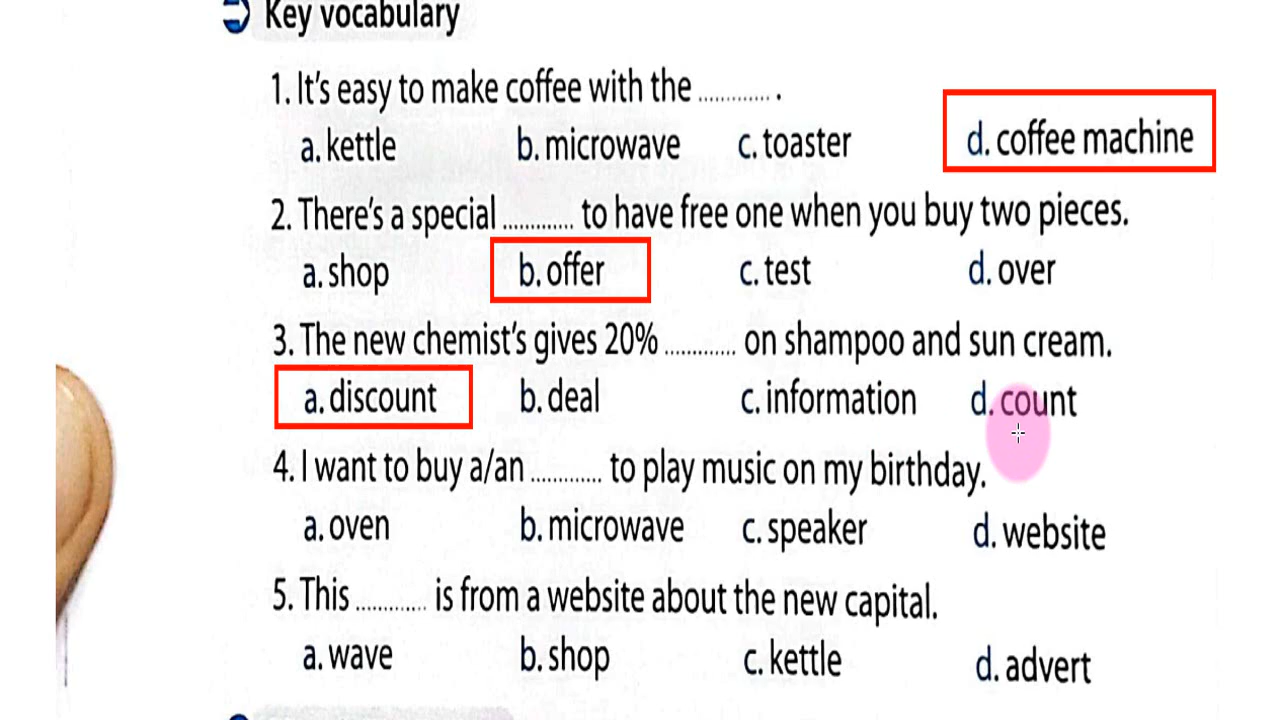 Key vocabulary
1. It's easy to make coffee with the ............. .
a. kettle b. microwave c. toaster d. coffee machine
2. There's a special ............. to have free one when you buy two pieces.
a. shop b. offer c. test d. over
3. The new chemist's gives 20% ............. on shampoo and sun cream.
a. discount b. deal c. information d. count
4. I want to buy a/an ............. to play music on my birthday.
a. oven b. microwave c. speaker d. website
5. This ............. is from a website about the new capital.
a. wave b. shop c. kettle d. advert